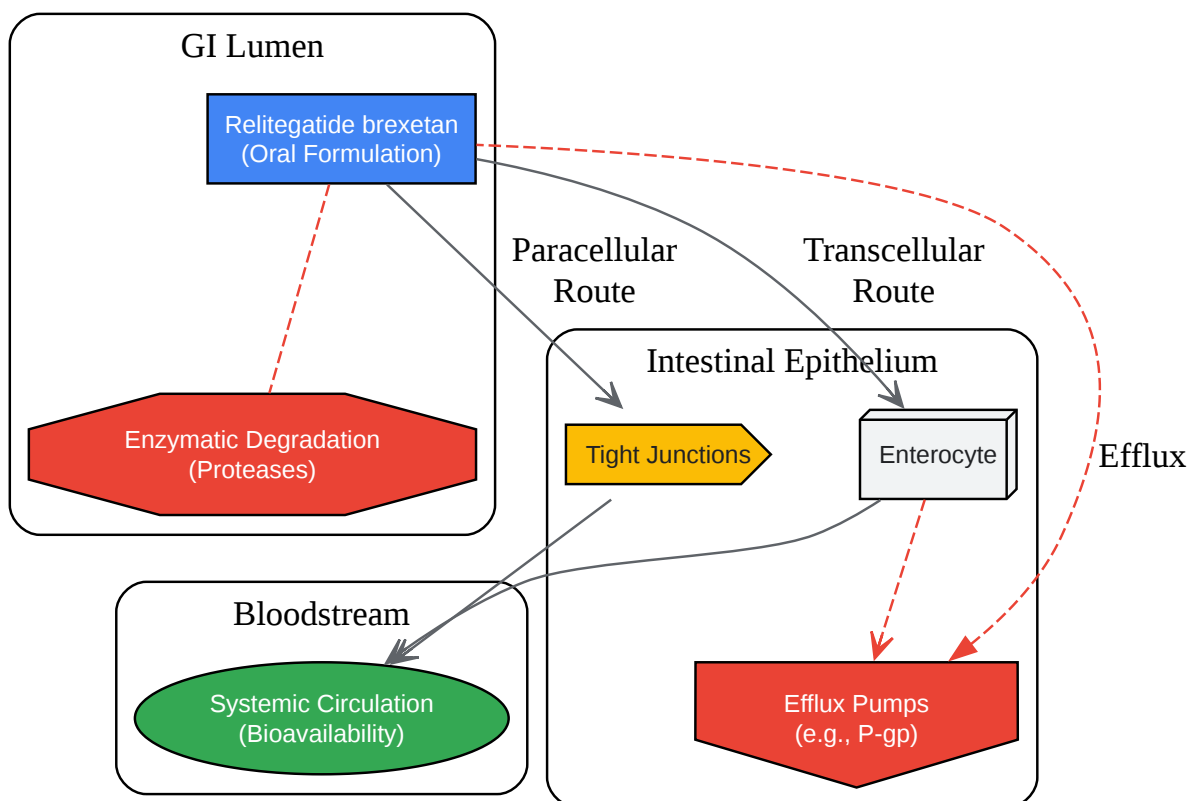 GI Lumen
Relitegatide brexetan
(Oral Formulation)
Paracellular
Route
Transcellular
Route
Intestinal Epithelium
Enzymatic Degradation
(Proteases)
Tight Junctions
Enterocyte
Efflux
Bloodstream
Systemic Circulation
(Bioavailability)
Efflux Pumps
(e.g., P-gp)